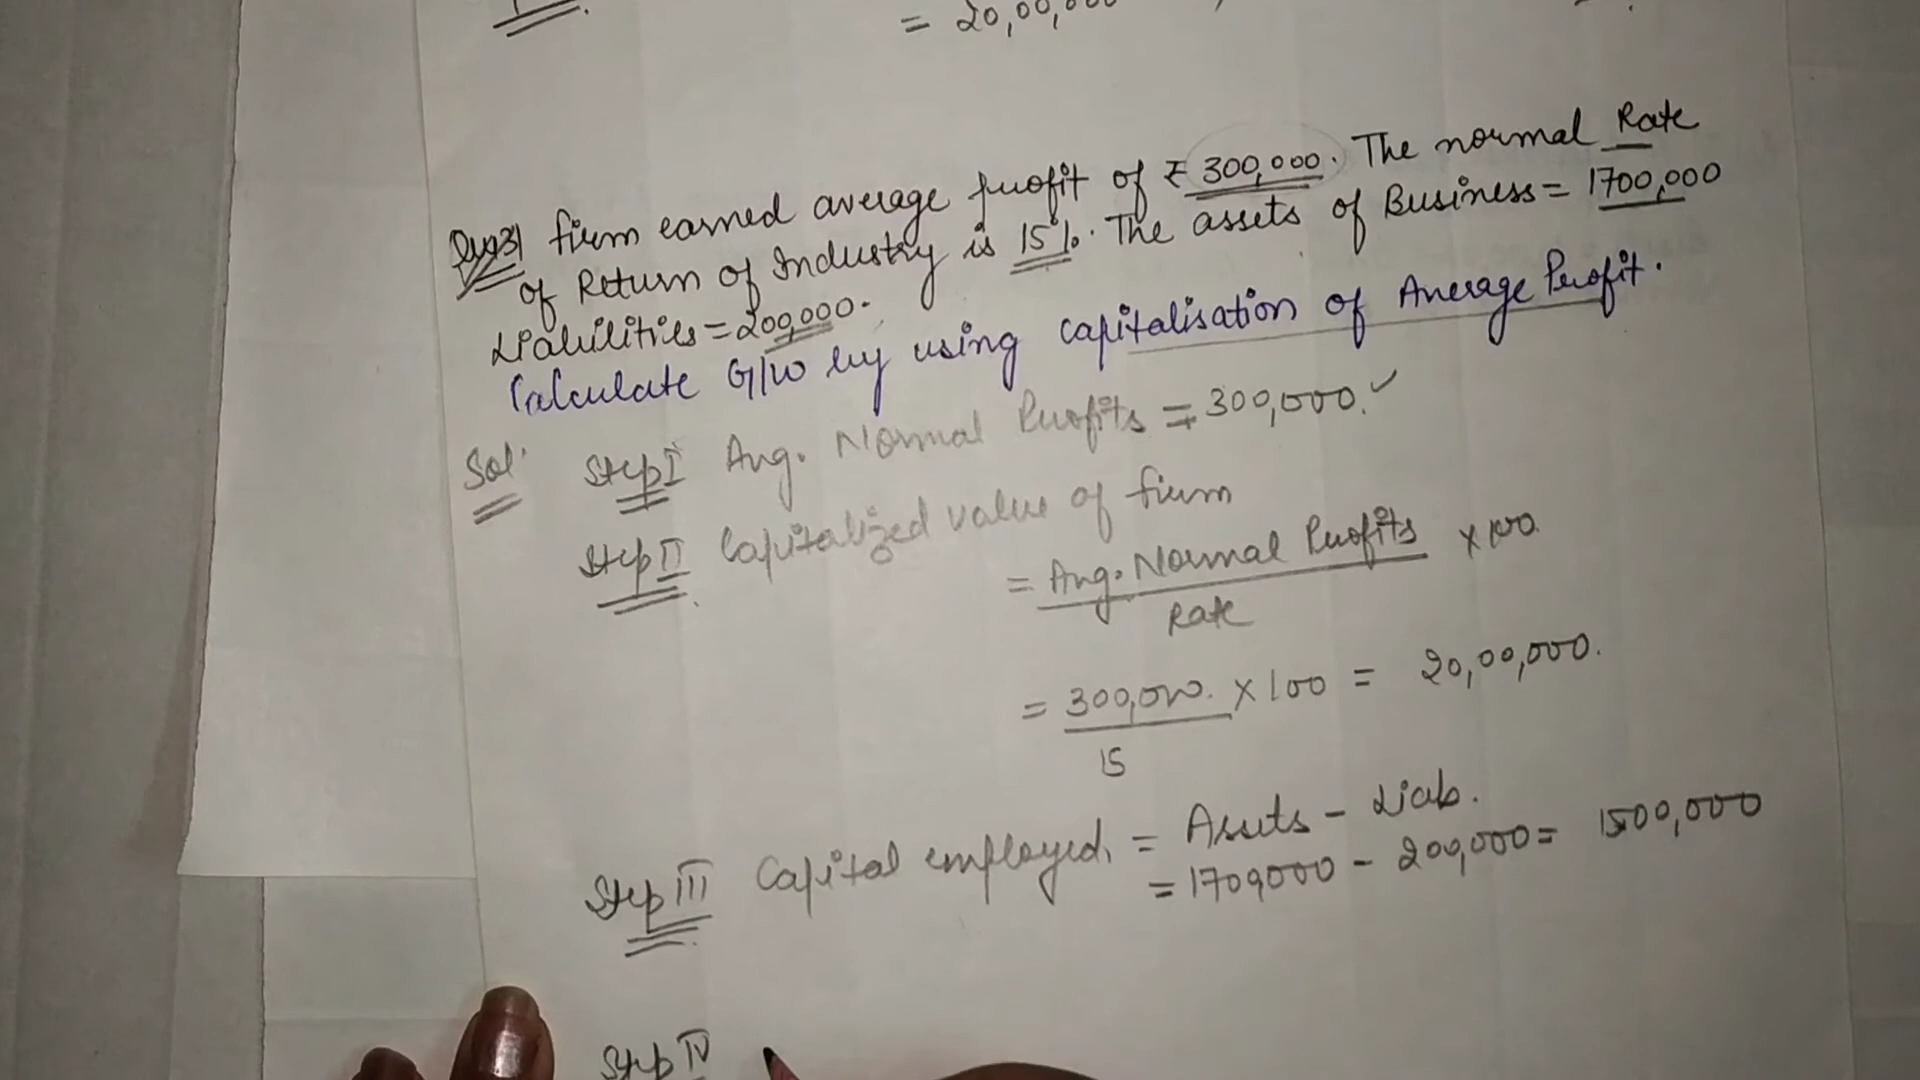 = 20,00,000
Ques3) firm earned average profit of ₹ 300,000. The normal Rate
of Return of Industry is 15%. The assets of Business = 1700,000
Liabilities = 200,000.
Calculate G/W by using capitalisation of Average Profit.
Sol. Step I Avg. Normal Profits = 300,000. ✓
Step II Capitalized value of firm
= Avg. Normal Profits x 100
Rate
= 300,000. x 100 = 20,00,000.
15
Step III Capital employed, = Assets - Liab.
= 1700000 - 200,000 = 1500,000
Step IV